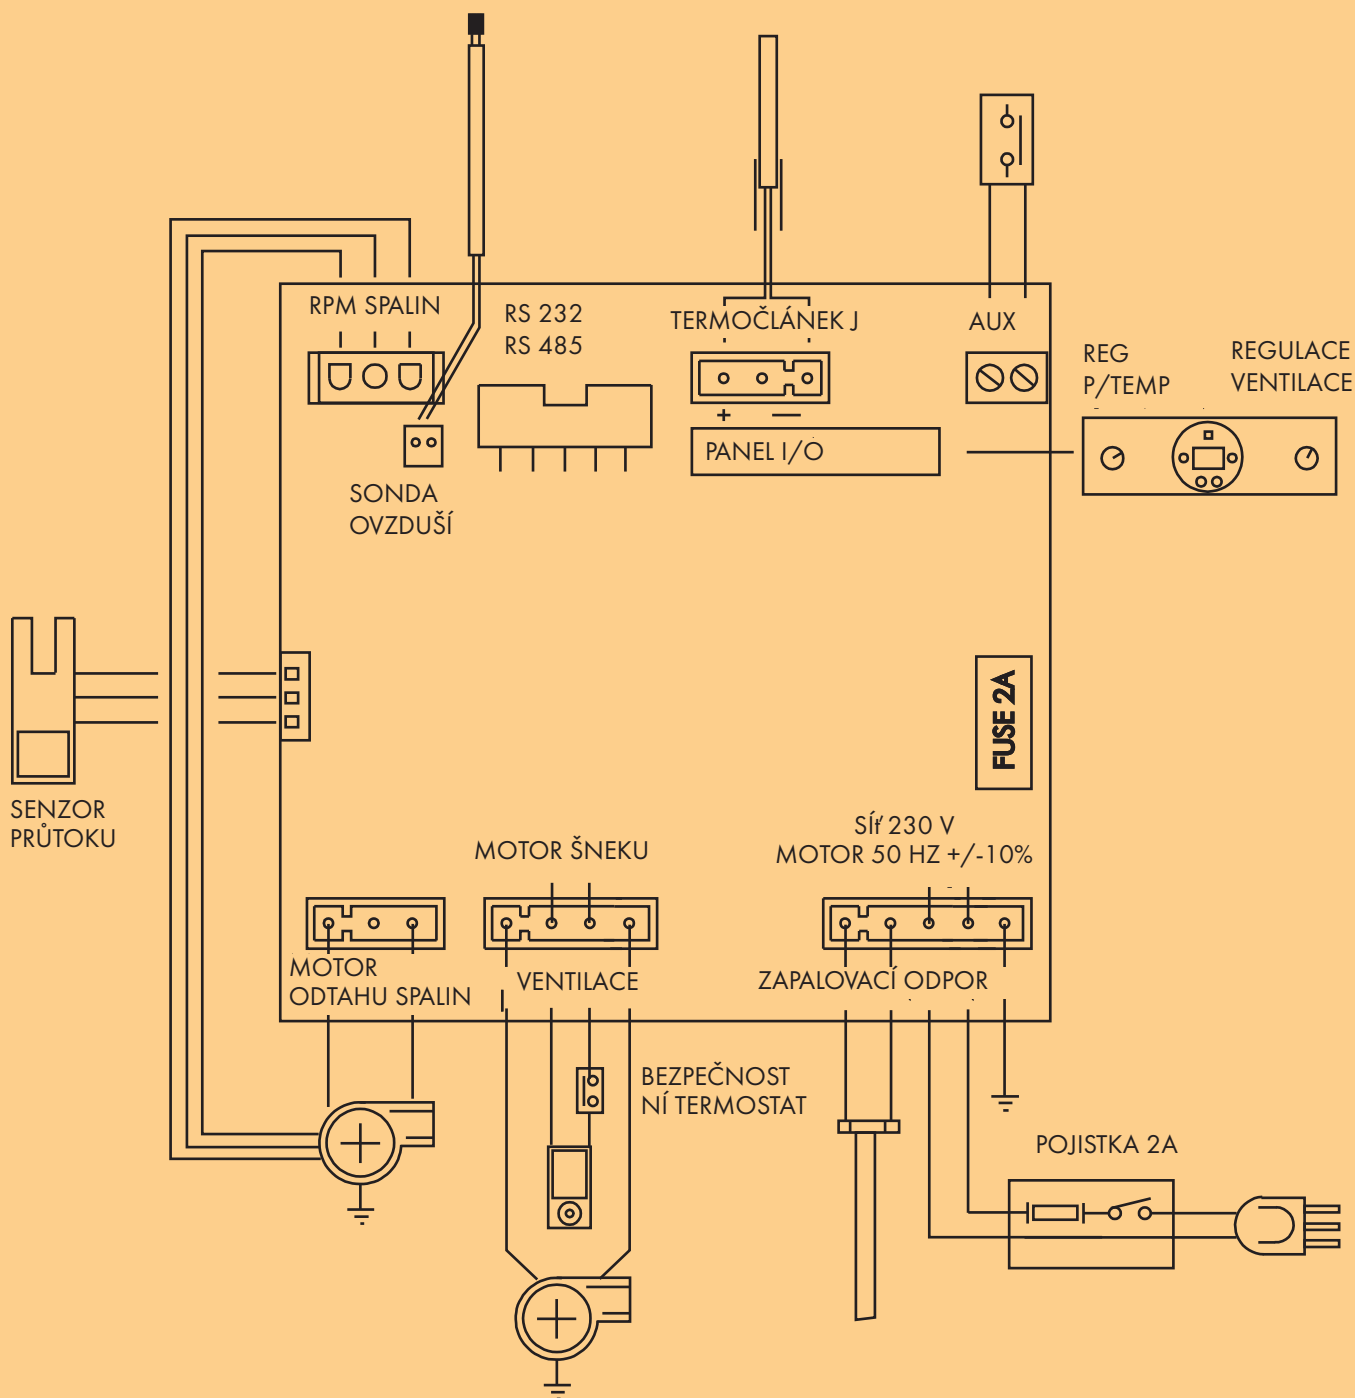 RPM SPALIN
RS 232
RS 485
TERMOČLÁNEK J
AUX
REG
P/TEMP
REGULACE
VENTILACE
+ —
PANEL I/O
SONDA
OVZDUŠÍ
FUSE 2A
SENZOR
PRŮTOKU
MOTOR ŠNEKU
SÍť 230 V
MOTOR 50 HZ +/-10%
MOTOR
ODTAHU SPALIN
VENTILACE
ZAPALOVACÍ ODPOR
BEZPEČNOST
NÍ TERMOSTAT
POJISTKA 2A